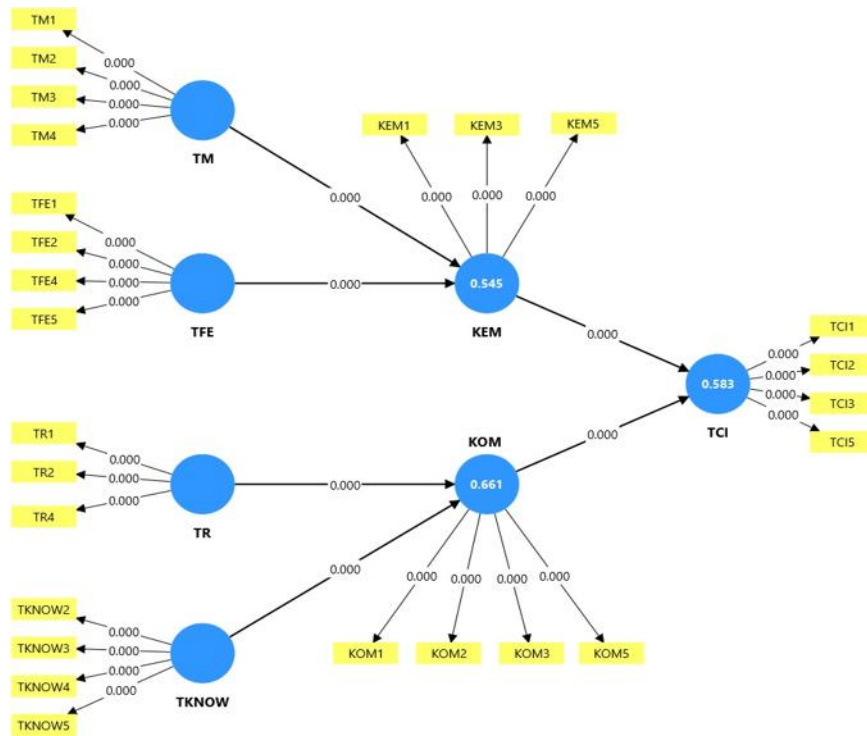 TM1
TM2
TM3
TM4
0.000
0.000
0.000
0.000
TM
TFE1
TFE2
TFE4
TFE5
0.000
0.000
0.000
0.000
TFE
TR1
TR2
TR4
0.000
0.000
0.000
TR
TKNOW2
TKNOW3
TKNOW4
TKNOW5
0.000
0.000
0.000
0.000
TKNOW
0.000
0.000
0.000
0.000
KEM1 KEM3 KEM5
0.000 0.000 0.000
0.545
KEM
KOM
0.661
0.000 0.000 0.000 0.000
KOM1 KOM2 KOM3 KOM5
0.000
0.000
0.583
TCI
0.000
0.000
0.000
0.000
TCI1
TCI2
TCI3
TCI5